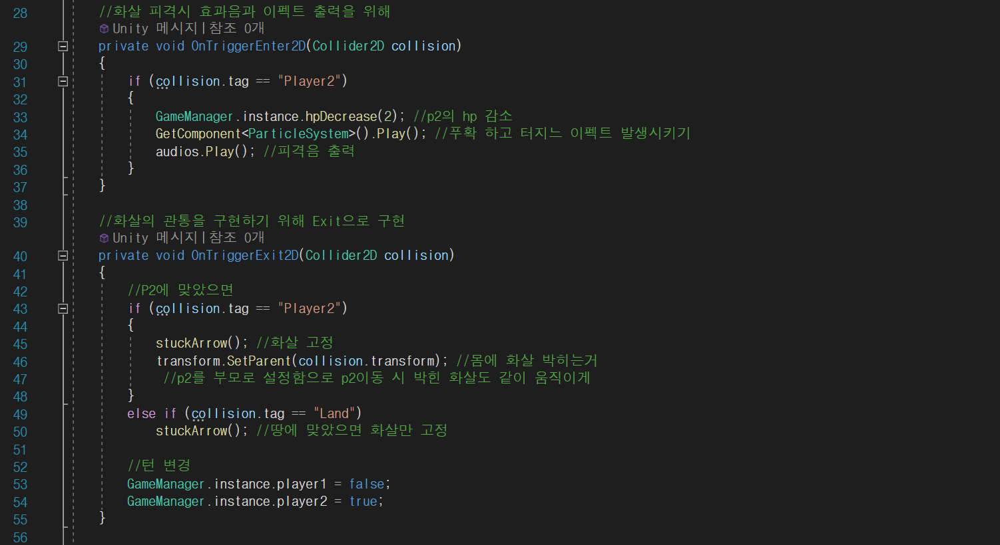 28 //화살 피격시 효과음과 이펙트 출력을 위해
Unity 메시지|참조 0개
29 private void OnTriggerEnter2D(Collider2D collision)
30 {
31 if (collision.tag == "Player2")
32 {
33 GameManager.instance.hpDecrease(2); //p2의 hp 감소
34 GetComponent<ParticleSystem>().Play(); //푸확 하고 터지느 이펙트 발생시키기
35 audios.Play(); //피격음 출력
36 }
37 }
38
39 //화살의 관통을 구현하기 위해 Exit으로 구현
Unity 메시지|참조 0개
40 private void OnTriggerExit2D(Collider2D collision)
41 {
42 //P2에 맞았으면
43 if (collision.tag == "Player2")
44 {
45 stuckArrow(); //화살 고정
46 transform.SetParent(collision.transform); //몸에 화살 박히는거
47 //p2를 부모로 설정함으로 p2이동 시 박힌 화살도 같이 움직이게
48 }
49 else if (collision.tag == "Land")
50 stuckArrow(); //땅에 맞았으면 화살만 고정
51
52 //턴 변경
53 GameManager.instance.player1 = false;
54 GameManager.instance.player2 = true;
55 }
56